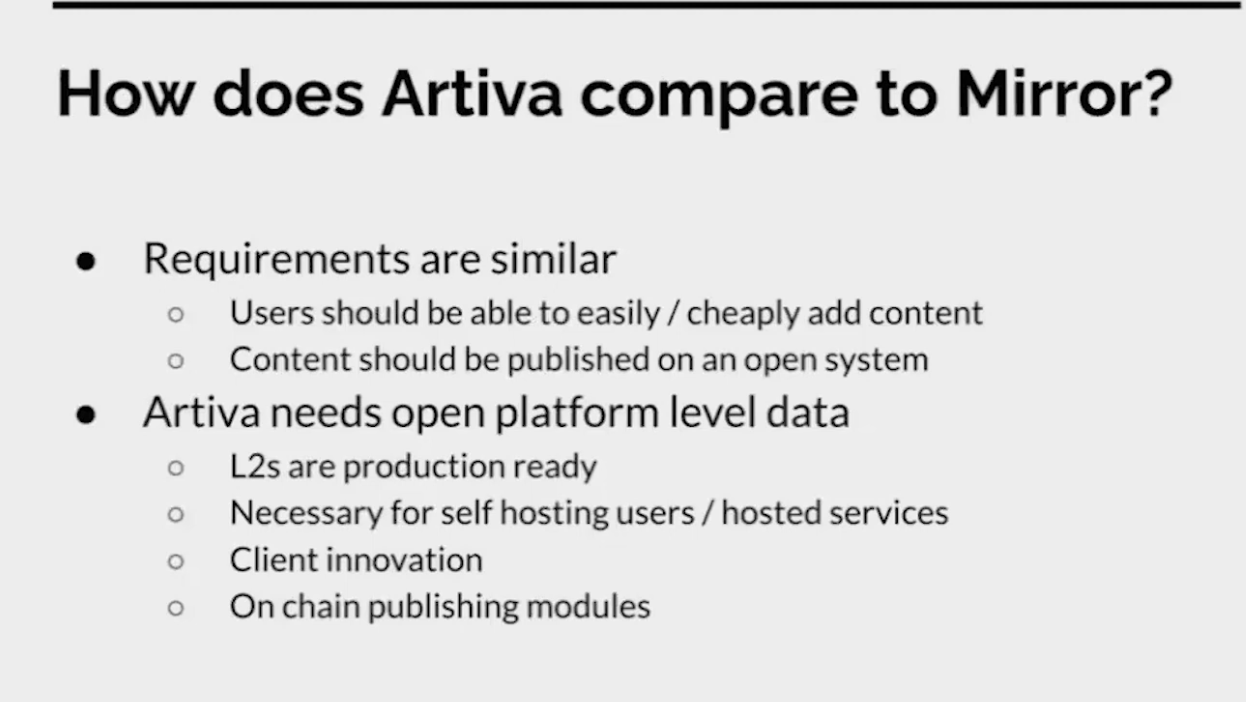 How does Artiva compare to Mirror?
● Requirements are similar
○ Users should be able to easily / cheaply add content
○ Content should be published on an open system
● Artiva needs open platform level data
○ L2s are production ready
○ Necessary for self hosting users / hosted services
○ Client innovation
○ On chain publishing modules